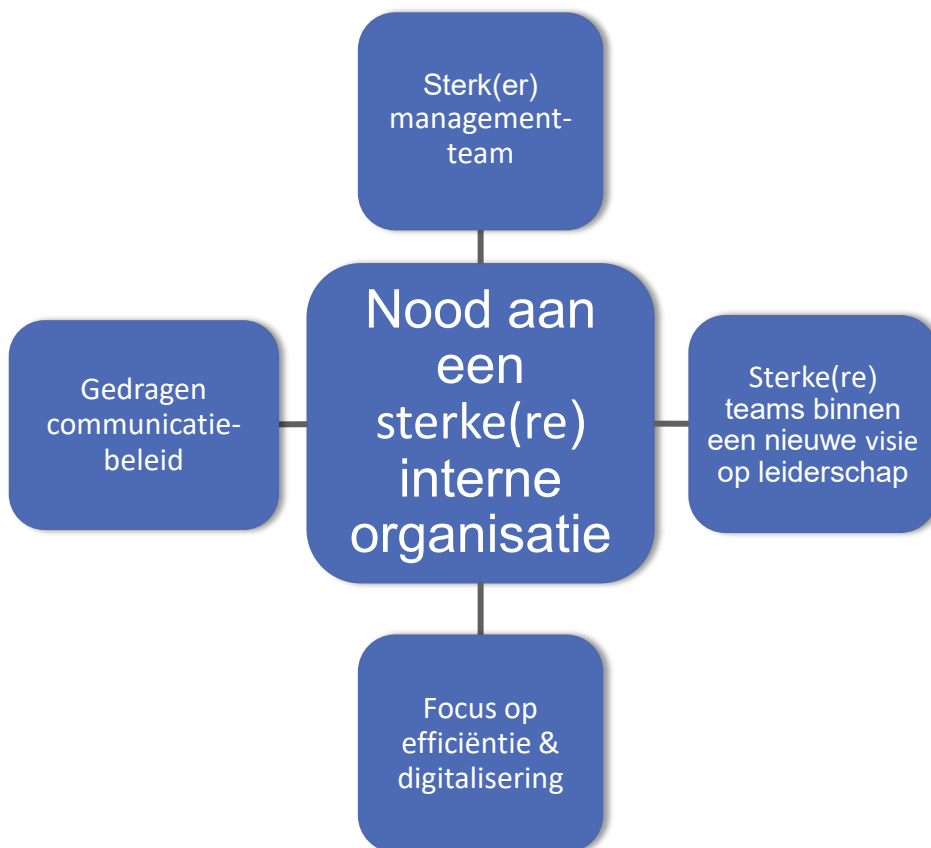 Sterk(er)
management-
team
Nood aan
een
sterke(re)
interne
organisatie
Gedragen
communicatie-
beleid
Sterke(re)
teams binnen
een nieuwe visie
op leiderschap
Focus op
efficiëntie &
digitalisering